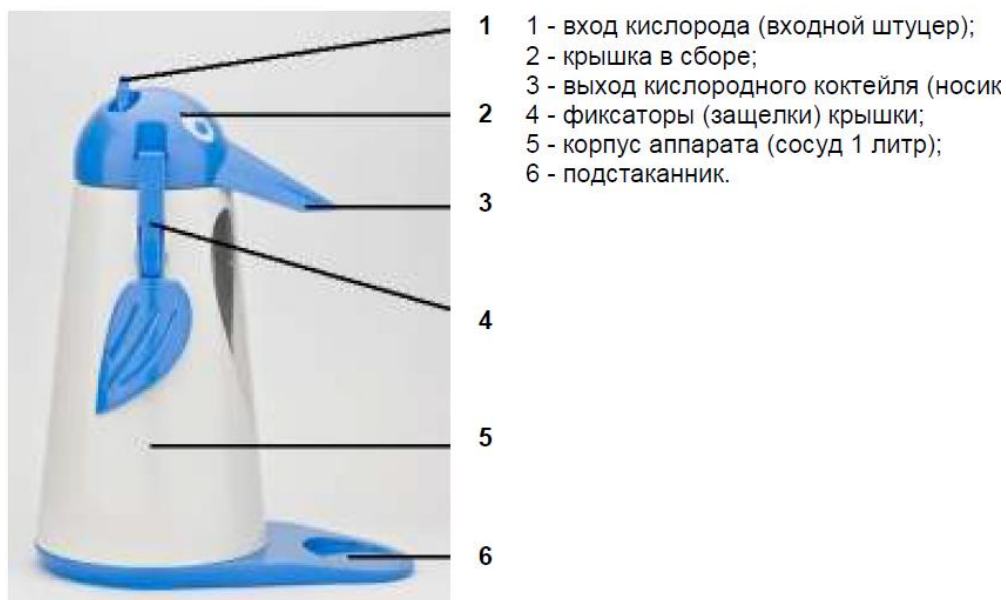 1
2
3
4
5
6
1 - вход кислорода (входной штуцер);
2 - крышка в сборе;
3 - выход кислородного коктейля (носик
4 - фиксаторы (защелки) крышки;
5 - корпус аппарата (сосуд 1 литр);
6 - подстаканник.